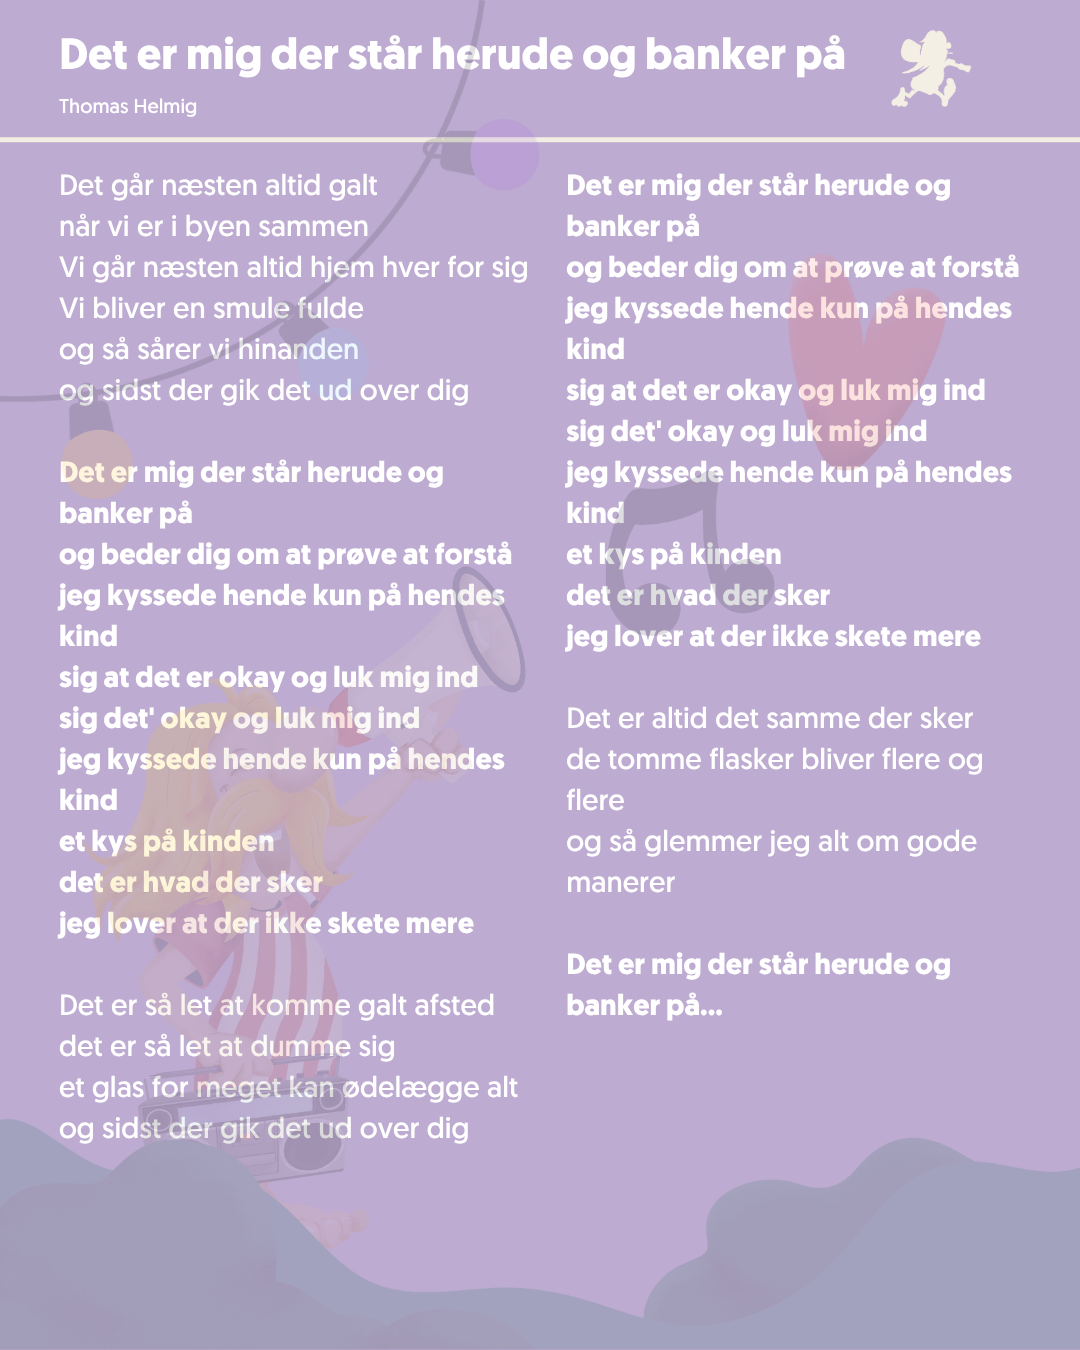 Det er mig der står herude og banker på
Thomas Helmig
Det går næsten altid galt
når vi er i byen sammen
Vi går næsten altid hjem hver for sig
Vi bliver en smule fulde
og så sårer vi hinanden
og sidst der gik det ud over dig
Det er mig der står herude og
banker på
og beder dig om at prøve at forstå
jeg kyssede hende kun på hendes
kind
sig at det er okay og luk mig ind
sig det' okay og luk mig ind
jeg kyssede hende kun på hendes
kind
et kys på kinden
det er hvad der sker
jeg lover at der ikke skete mere
Det er så let at komme galt afsted
det er så let at dumme sig
et glas for meget kan ødelægge alt
og sidst der gik det ud over dig
Det er mig der står herude og
banker på
og beder dig om at prøve at forstå
jeg kyssede hende kun på hendes
kind
sig at det er okay og luk mig ind
sig det' okay og luk mig ind
jeg kyssede hende kun på hendes
kind
et kys på kinden
det er hvad der sker
jeg lover at der ikke skete mere
Det er altid det samme der sker
de tomme flasker bliver flere og
flere
og så glemmer jeg alt om gode
manerer
Det er mig der står herude og
banker på...